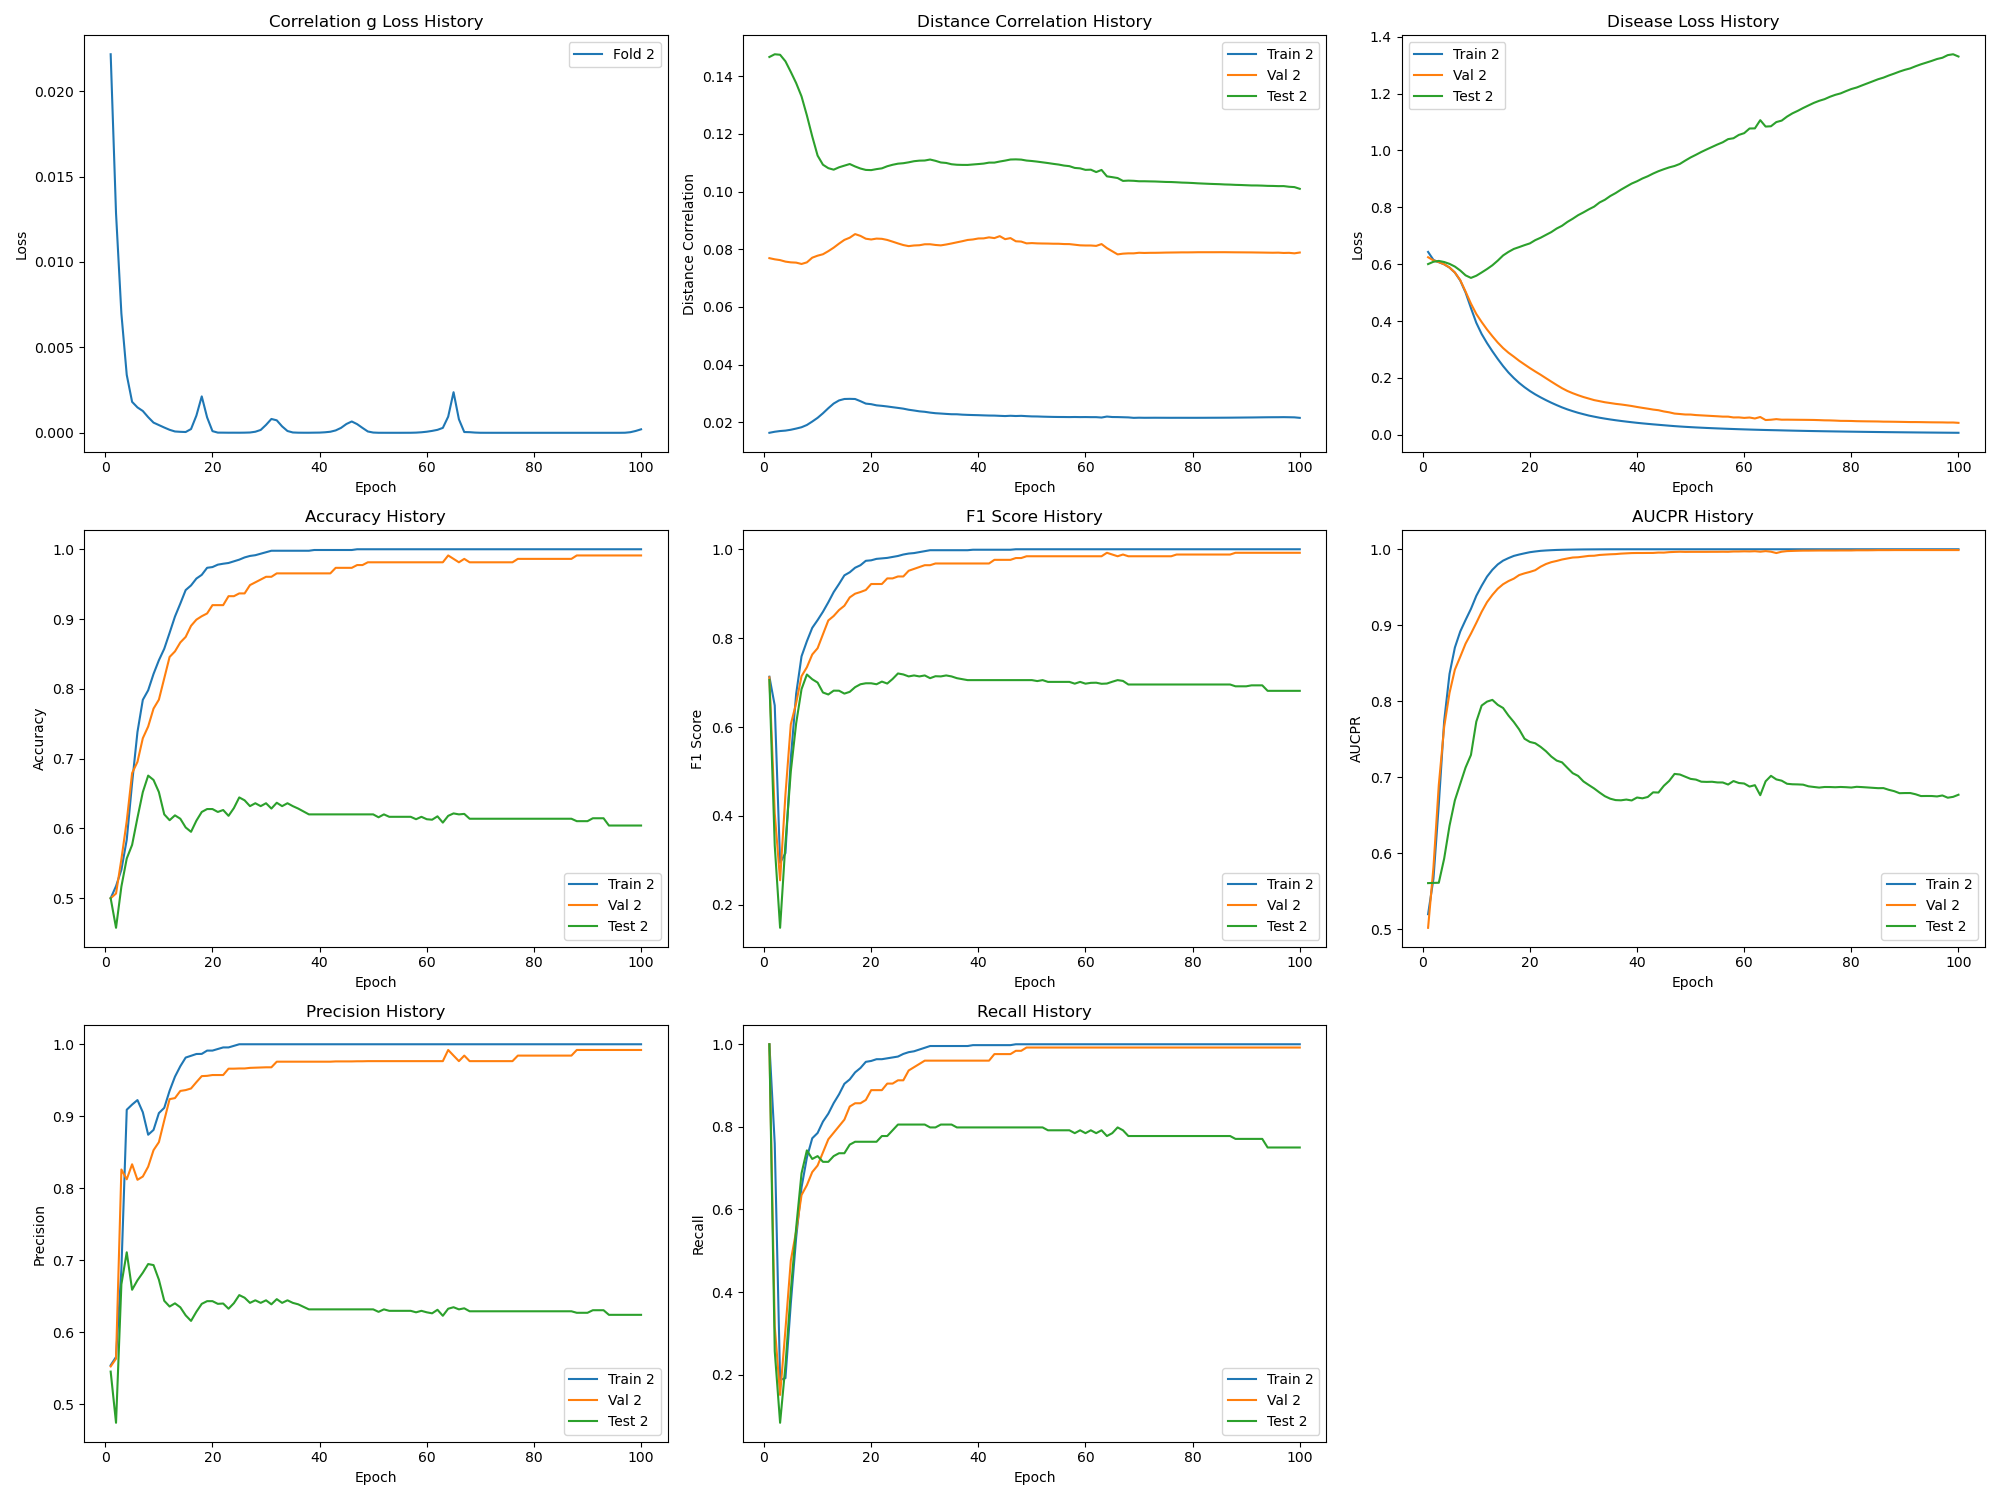 Correlation g Loss History
Fold 2
0.020
0.015
0.010
0.005
0.000
Loss
0 20 40 60 80 100
Epoch
Distance Correlation History
Train 2
Val 2
Test 2
0.14
0.12
0.10
0.08
0.06
0.04
0.02
Distance Correlation
0 20 40 60 80 100
Epoch
Disease Loss History
Train 2
Val 2
Test 2
1.4
1.2
1.0
0.8
0.6
0.4
0.2
0.0
Loss
0 20 40 60 80 100
Epoch
Accuracy History
1.0
0.9
0.8
0.7
0.6
0.5
Accuracy
Train 2
Val 2
Test 2
0 20 40 60 80 100
Epoch
F1 Score History
1.0
0.8
0.6
0.4
0.2
F1 Score
Train 2
Val 2
Test 2
0 20 40 60 80 100
Epoch
AUCPR History
1.0
0.9
0.8
0.7
0.6
0.5
AUCPR
Train 2
Val 2
Test 2
0 20 40 60 80 100
Epoch
Precision History
1.0
0.9
0.8
0.7
0.6
0.5
Precision
Train 2
Val 2
Test 2
0 20 40 60 80 100
Epoch
Recall History
1.0
0.8
0.6
0.4
0.2
Recall
Train 2
Val 2
Test 2
0 20 40 60 80 100
Epoch